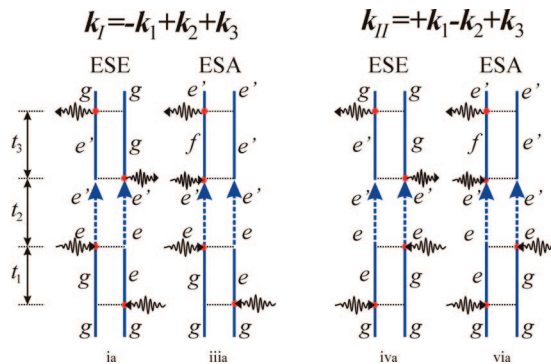 k_I=-k_1+k_2+k_3 k_II=+k_1-k_2+k_3
ESE ESA ESE ESA
g g e' e' g g e' e'
t_3 e' g f e' e' g f e'
e' e' e' e' e' e' e' e'
t_2
e e e e e e e e
t_1 g e g e e g e g
g g g g g g g g
ia iiia iva via